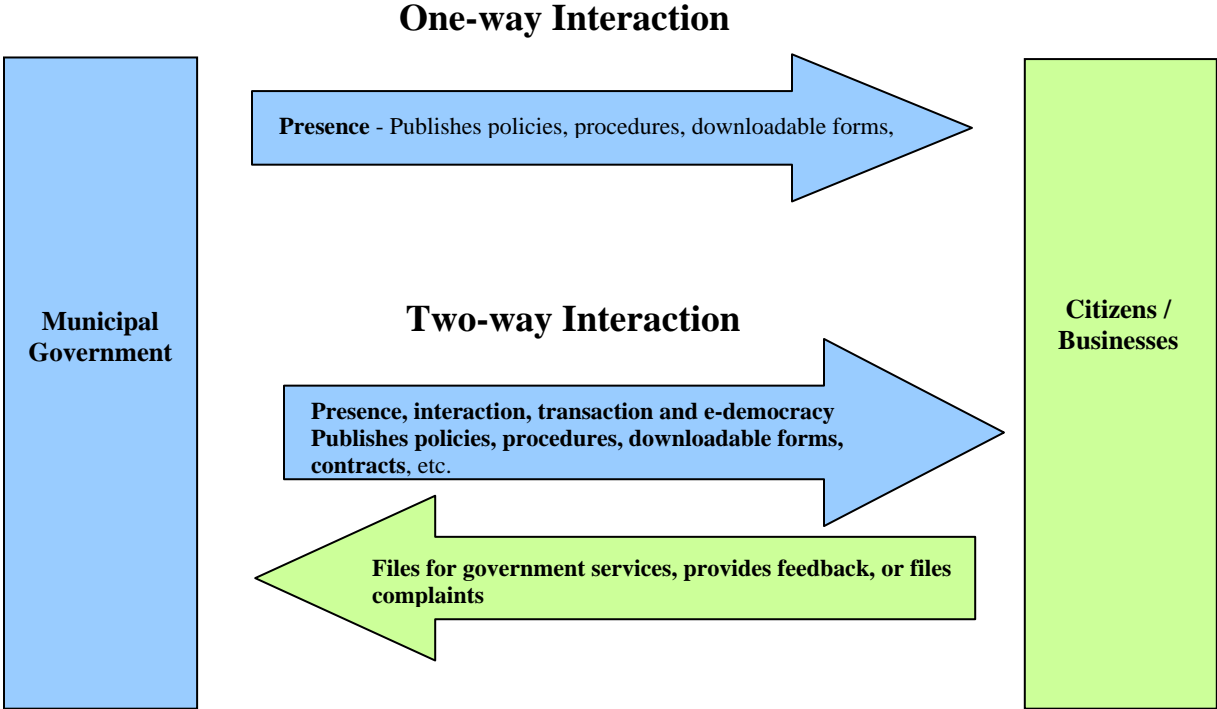 One-way Interaction
Presence - Publishes policies, procedures, downloadable forms,
Municipal
Government
Two-way Interaction
Citizens /
Businesses
Presence, interaction, transaction and e-democracy
Publishes policies, procedures, downloadable forms,
contracts, etc.
Files for government services, provides feedback, or files
complaints